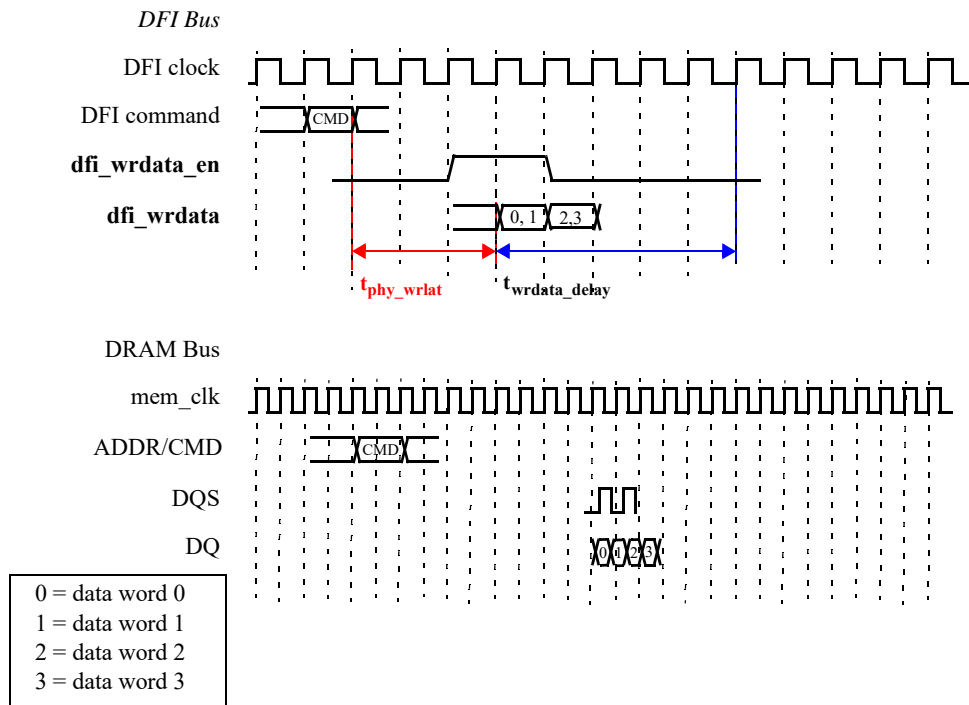 DFI Bus
DFI clock
DFI command
CMD
dfi_wrdata_en
dfi_wrdata
0, 1
2,3
t_phy_wrlat
t_wrdata_delay
DRAM Bus
mem_clk
ADDR/CMD
CMD
DQS
DQ
0 1 2 3
0 = data word 0
1 = data word 1
2 = data word 2
3 = data word 3